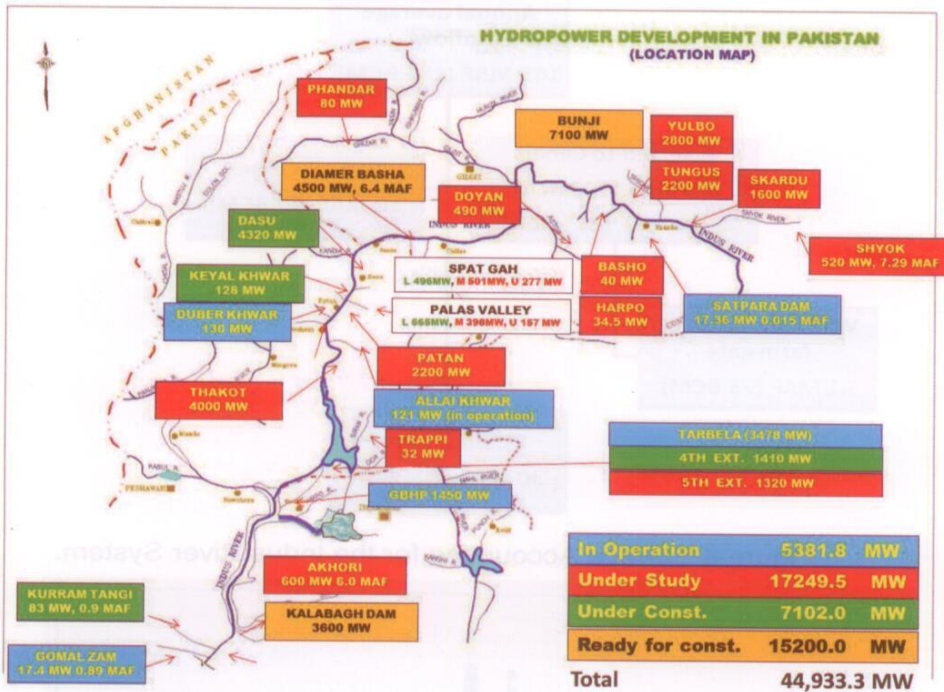 HYDROPOWER DEVELOPMENT IN PAKISTAN
(LOCATION MAP)
AFGHANISTAN
PAKISTAN
PHANDAR
80 MW
BUNJI
7100 MW
YULBO
2800 MW
DIAMER BASHA
4500 MW, 6.4 MAF
GILGIT
TUNGUS
2200 MW
SKARDU
1600 MW
DOYAN
490 MW
DASU
4320 MW
INDUS RIVER
INDUS RIVER
SHYOK RIVER
SHYOK
520 MW, 7.29 MAF
KEYAL KHWAR
128 MW
SPAT GAH
L 496MW, M 501MW, U 277 MW
BASHO
40 MW
DUBER KHWAR
130 MW
PALAS VALLEY
L 665MW, M 398MW, U 157 MW
HARPO
34.5 MW
SATPARA DAM
17.36 MW 0.015 MAF
PATAN
2200 MW
THAKOT
4000 MW
ALLAI KHWAR
121 MW (in operation)
TRAPPI
32 MW
TARBELA (3478 MW)
4TH EXT. 1410 MW
5TH EXT. 1320 MW
KABUL R.
PESHAWAR
GBHP 1450 MW
INDUS RIVER
AKHORI
600 MW 6.0 MAF
KURRAM TANGI
83 MW, 0.9 MAF
KALABAGH DAM
3600 MW
GOMAL ZAM
17.4 MW 0.89 MAF
In Operation 5381.8 MW
Under Study 17249.5 MW
Under Const. 7102.0 MW
Ready for const. 15200.0 MW
Total 44,933.3 MW